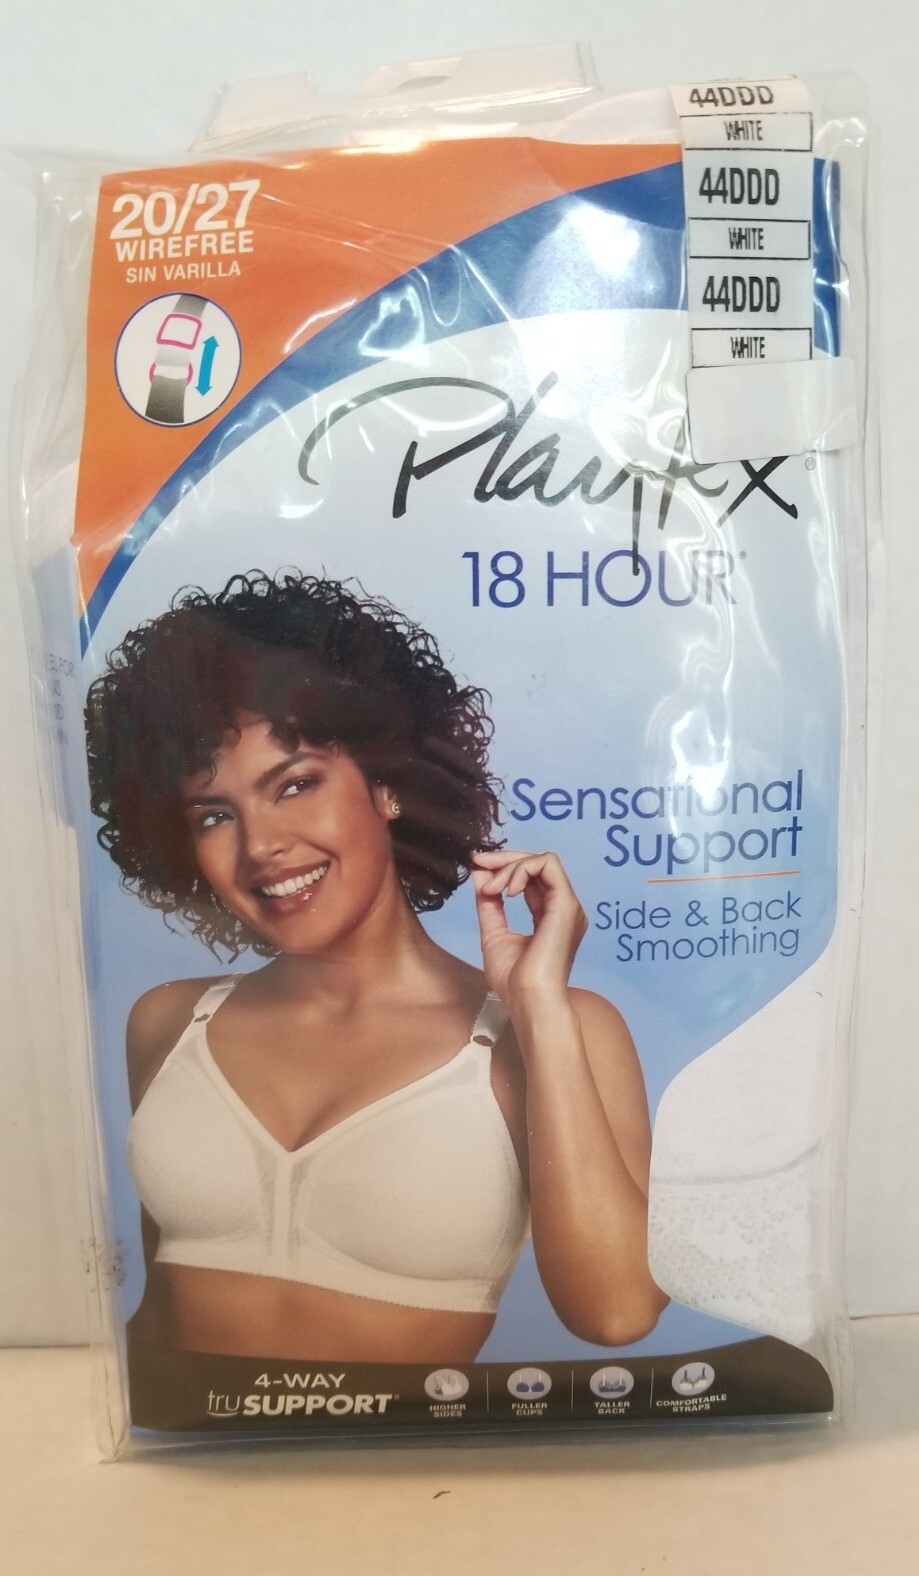 44DDD
WHITE
44DDD
WHITE
44DDD
WHITE
20/27
WIREFREE
SIN VARILLA
Playtex®
18 HOUR®
Sensational
Support
Side & Back
Smoothing
4-WAY
truSUPPORT®
HIGHER
SIDES
FULLER
CUPS
TALLER
BACK
COMFORTABLE
STRAPS